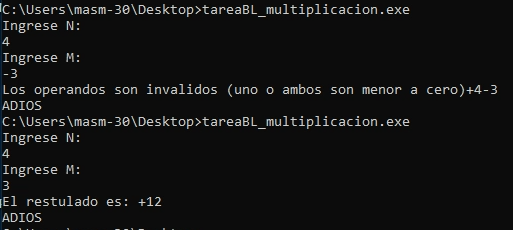 C:\Users\masm-30\Desktop>tareaBL_multiplicacion.exe
Ingrese N:
4
Ingrese M:
-3
Los operandos son invalidos (uno o ambos son menor a cero)+4-3
ADIOS
C:\Users\masm-30\Desktop>tareaBL_multiplicacion.exe
Ingrese N:
4
Ingrese M:
3
El restulado es: +12
ADIOS